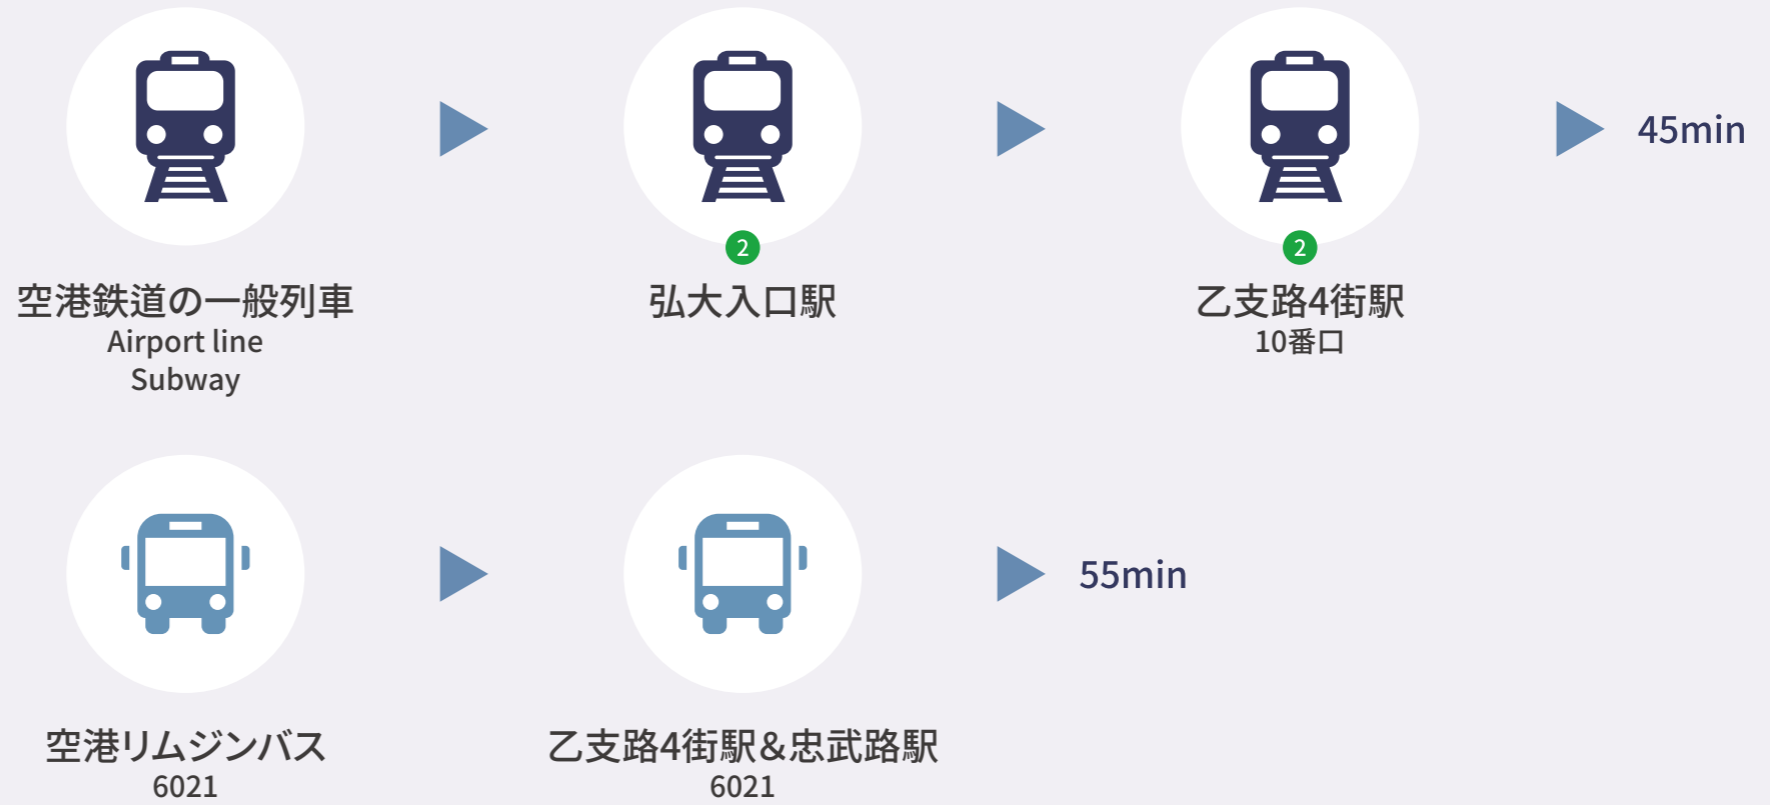 45min
2
2
空港鉄道の一般列車
Airport line
Subway
弘大入口駅
乙支路4街駅
10番口
55min
空港リムジンバス
6021
乙支路4街駅&忠武路駅
6021